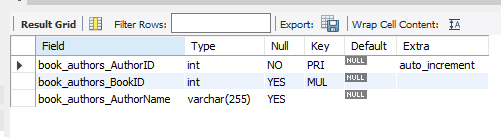 Result Grid Filter Rows: Export: Wrap Cell Content: IA
Field Type Null Key Default Extra
book_authors_AuthorID int NO PRI NULL auto_increment
book_authors_BookID int YES MUL NULL
book_authors_AuthorName varchar(255) YES NULL